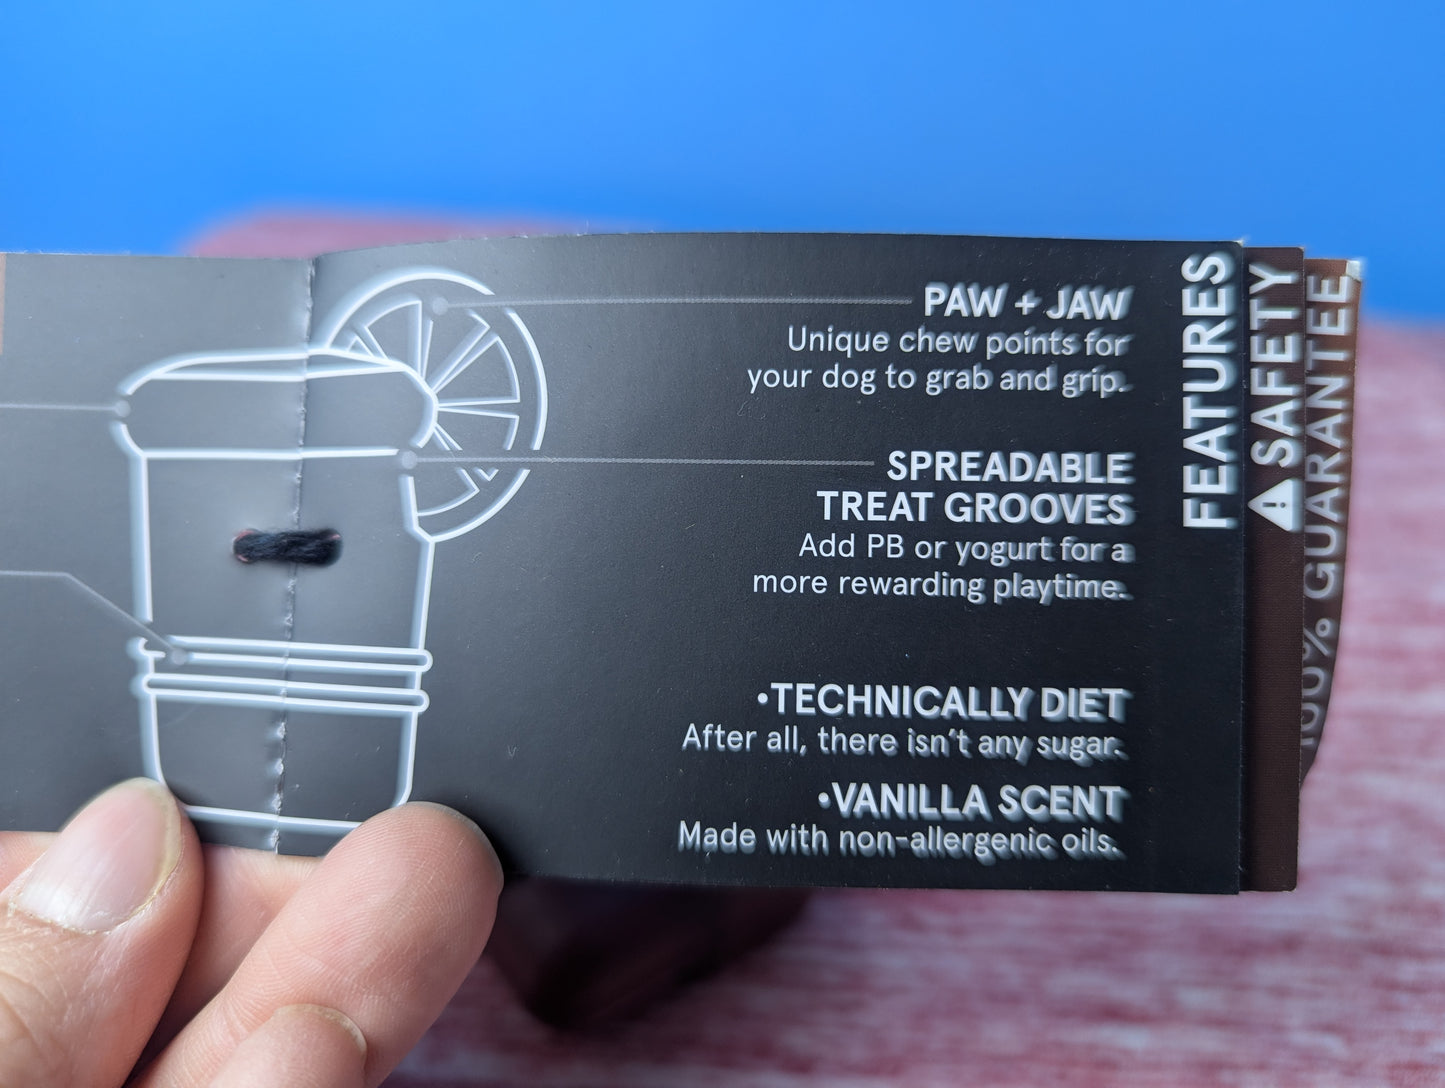 PAW + JAW
Unique chew points for
your dog to grab and grip.
SPREADABLE
TREAT GROOVES
Add PB or yogurt for a
more rewarding playtime.
•TECHNICALLY DIET
After all, there isn't any sugar.
•VANILLA SCENT
Made with non-allergenic oils.
FEATURES
SAFETY
100% GUARANTEE